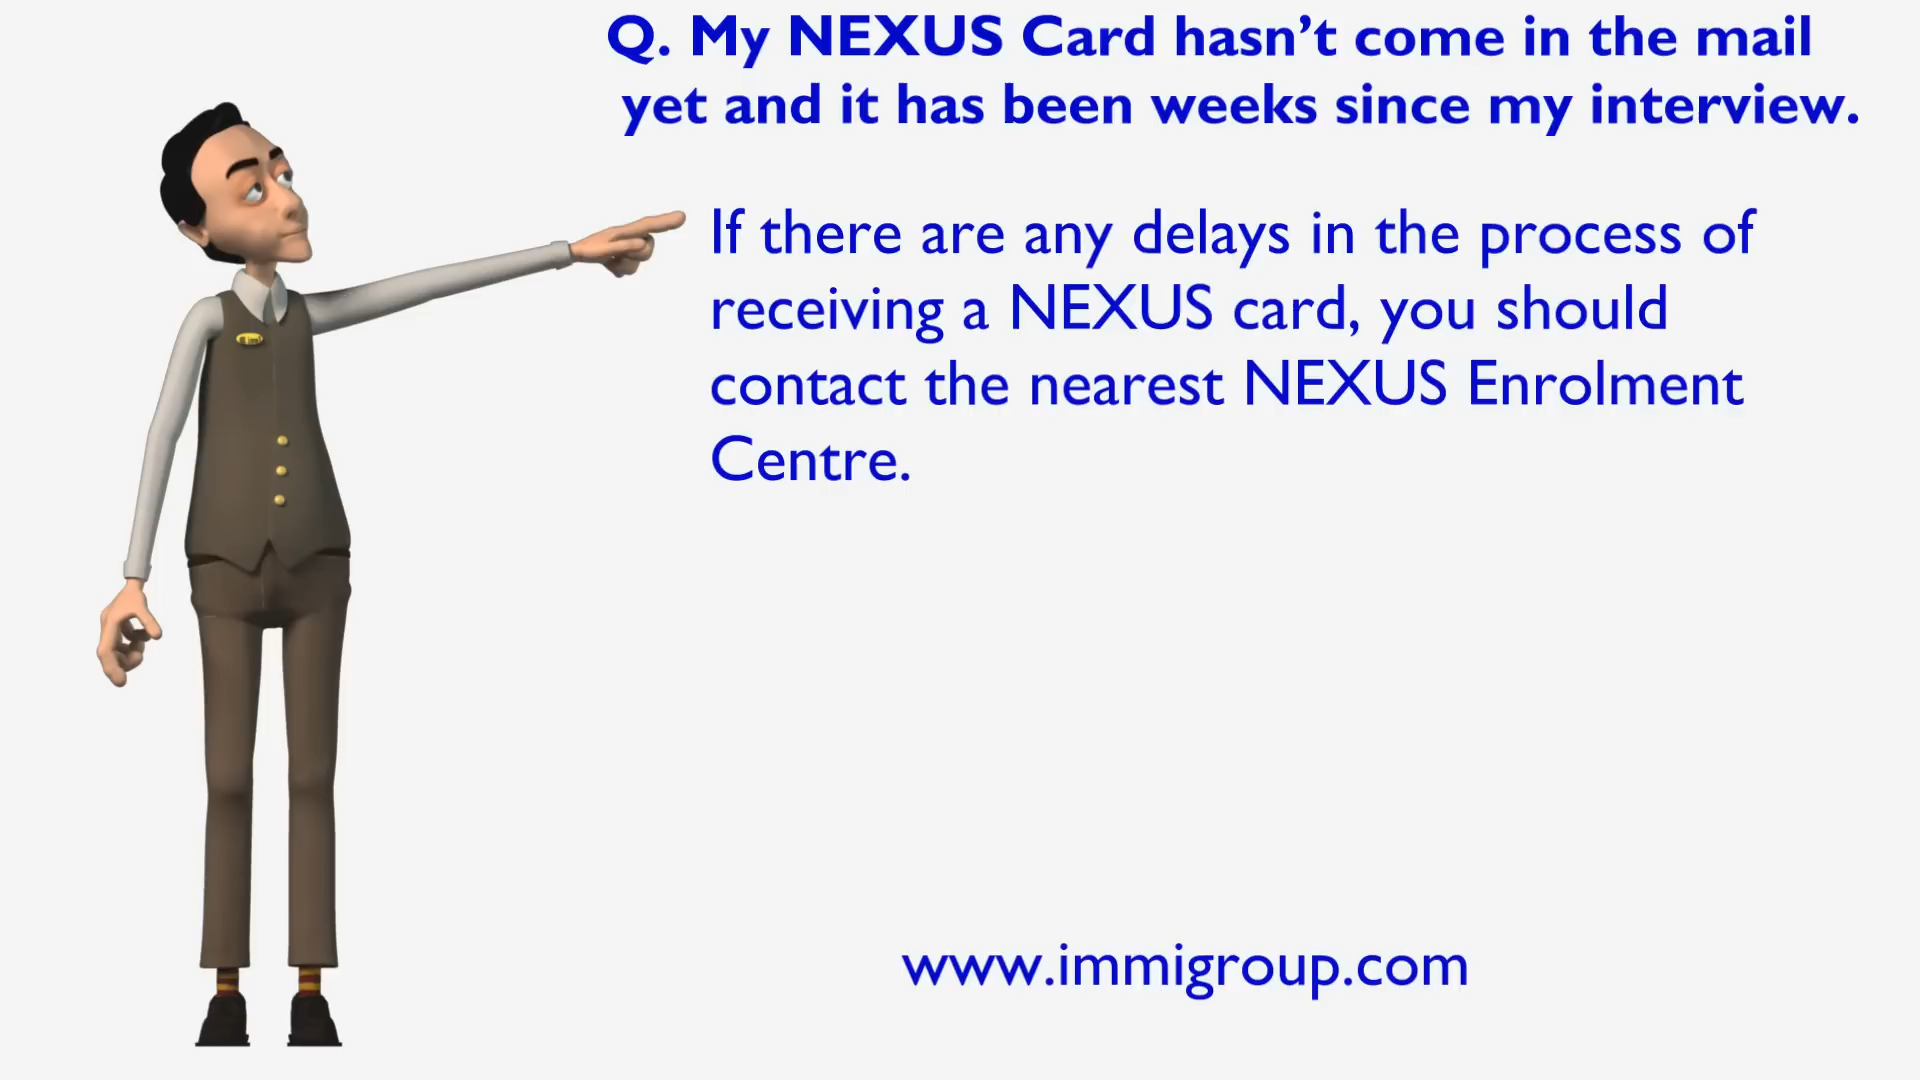 Q. My NEXUS Card hasn’t come in the mail
yet and it has been weeks since my interview.
If there are any delays in the process of
receiving a NEXUS card, you should
contact the nearest NEXUS Enrolment
Centre.
www.immigroup.com